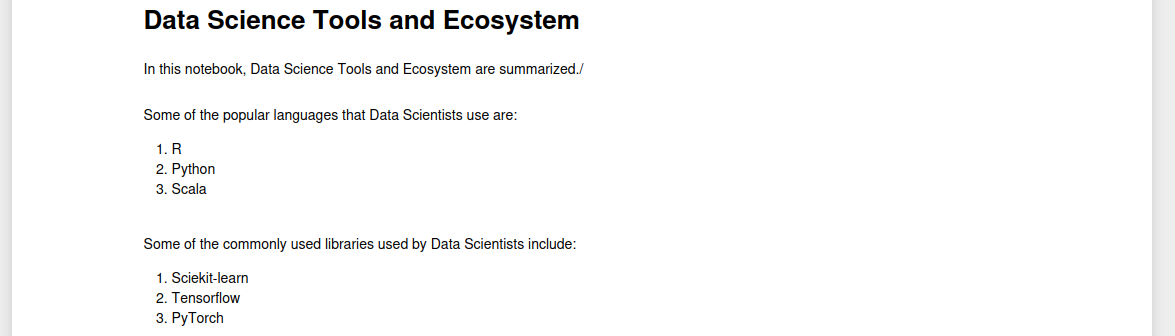 Data Science Tools and Ecosystem
In this notebook, Data Science Tools and Ecosystem are summarized./
Some of the popular languages that Data Scientists use are:
1. R
2. Python
3. Scala
Some of the commonly used libraries used by Data Scientists include:
1. Sciekit-learn
2. Tensorflow
3. PyTorch